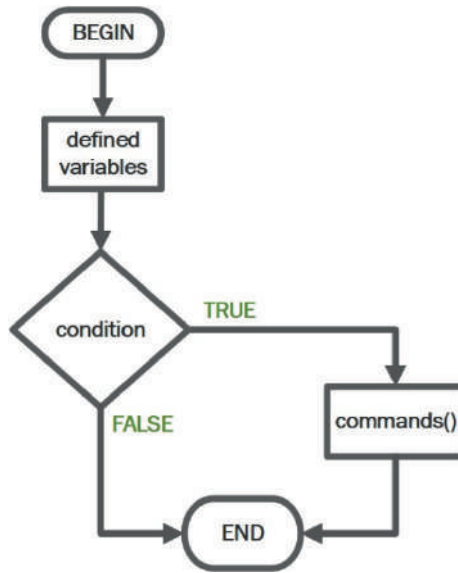 BEGIN
defined
variables
condition
TRUE
FALSE
commands()
END